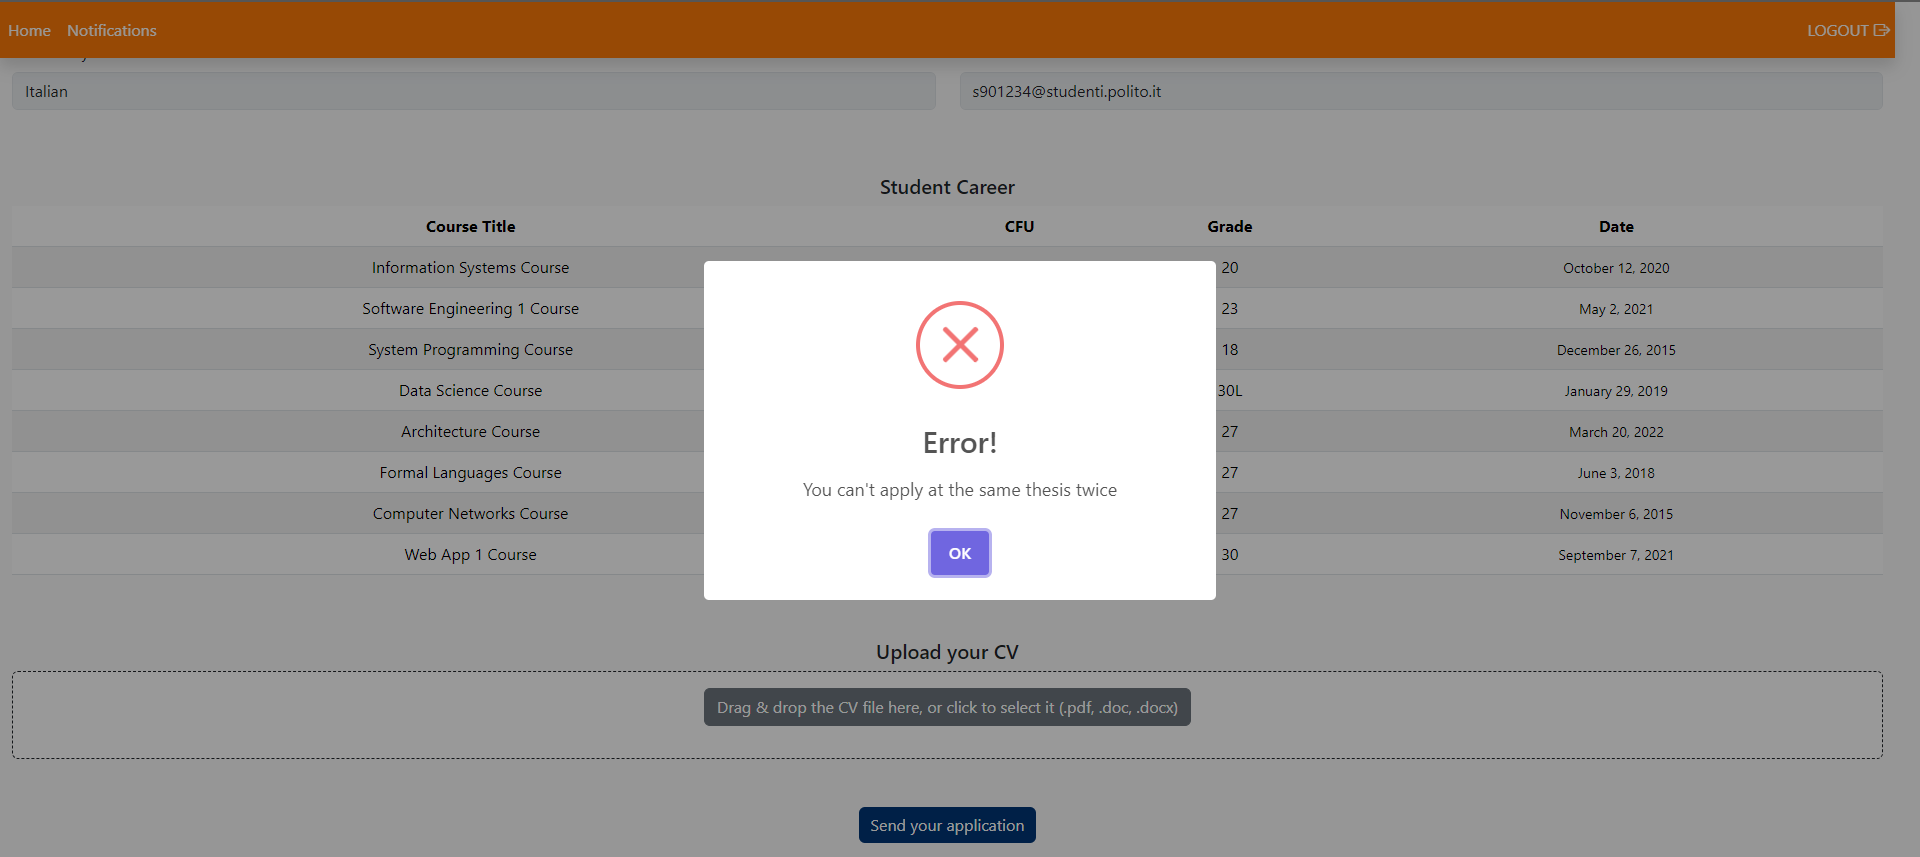 Home Notifications LOGOUT
Italian s901234@studenti.polito.it
Student Career
Course Title CFU Grade Date
Information Systems Course 20 October 12, 2020
Software Engineering 1 Course 23 May 2, 2021
System Programming Course 18 December 26, 2015
Data Science Course 30L January 29, 2019
Architecture Course 27 March 20, 2022
Formal Languages Course 27 June 3, 2018
Computer Networks Course 27 November 6, 2015
Web App 1 Course 30 September 7, 2021
Error!
You can't apply at the same thesis twice
OK
Upload your CV
Drag & drop the CV file here, or click to select it (.pdf, .doc, .docx)
Send your application